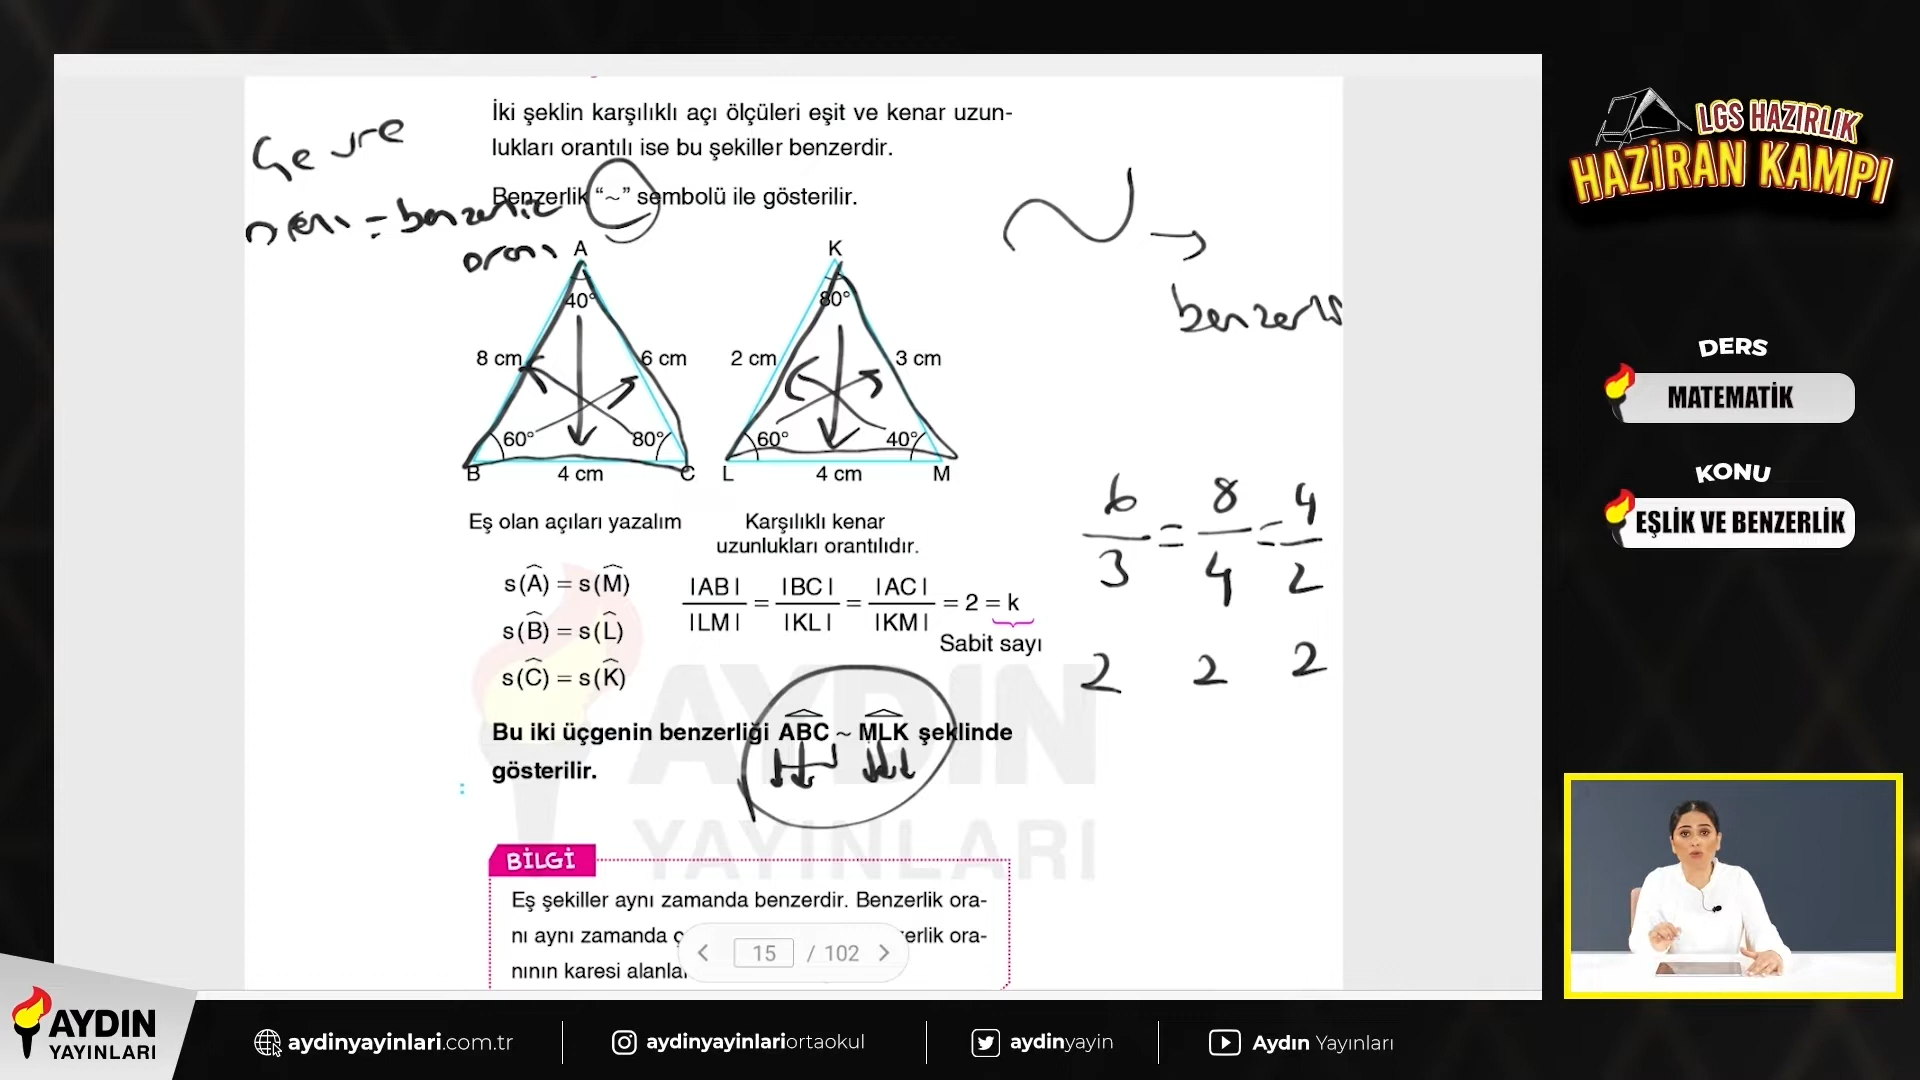 İki şeklin karşılıklı açı ölçüleri eşit ve kenar uzun-
lukları orantılı ise bu şekiller benzerdir.
Benzerlik “~” sembolü ile gösterilir.
Çevre
oranı = benzerlik
oranı
~ →
benzerlik
A
40°
8 cm
6 cm
60°
80°
B
4 cm
C
K
80°
2 cm
3 cm
60°
40°
L
4 cm
M
Eş olan açıları yazalım
s(Â) = s(M̂)
s(B̂) = s(L̂)
s(Ĉ) = s(K̂)
Karşılıklı kenar
uzunlukları orantılıdır.
|AB|/|LM| = |BC|/|KL| = |AC|/|KM| = 2 = k
Sabit sayı
6/3 = 8/4 = 4/2
2 2 2
Bu iki üçgenin benzerliği ABC ~ MLK şeklinde
gösterilir.
AYDIN
YAYINLARI
BİLGİ
Eş şekiller aynı zamanda benzerdir. Benzerlik ora-
nı aynı zamanda ç erlik ora-
nının karesi alanla
15 / 102
LGS HAZIRLIK
HAZİRAN KAMPI
DERS
MATEMATİK
KONU
EŞLİK VE BENZERLİK
AYDIN
YAYINLARI
aydinyayinlari.com.tr
aydinyayinlariortaokul
aydinyayin
Aydın Yayınları